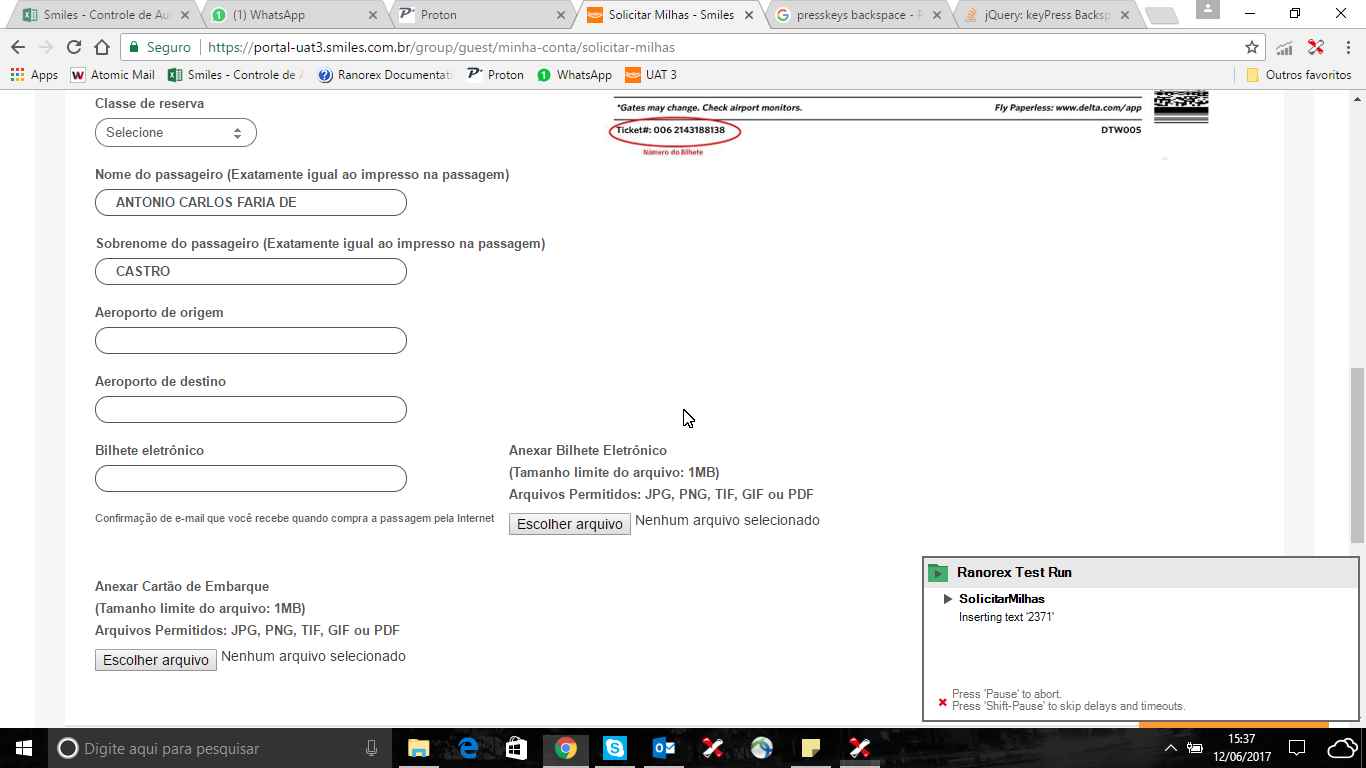 Smiles - Controle de Au
(1) WhatsApp
Proton
Solicitar Milhas - Smiles
presskeys backspace - P
jQuery: keyPress Backsp
Seguro
https://portal-uat3.smiles.com.br/group/guest/minha-conta/solicitar-milhas
Apps
Atomic Mail
Smiles - Controle de A
Ranorex Documentati
Proton
WhatsApp
UAT 3
Outros favoritos
Classe de reserva
Selecione
*Gates may change. Check airport monitors.
Fly Paperless: www.delta.com/app
Ticket#: 006 2143188138
DTW005
Número do Bilhete
Nome do passageiro (Exatamente igual ao impresso na passagem)
ANTONIO CARLOS FARIA DE
Sobrenome do passageiro (Exatamente igual ao impresso na passagem)
CASTRO
Aeroporto de origem
Aeroporto de destino
Bilhete eletrônico
Confirmação de e-mail que você recebe quando compra a passagem pela Internet
Anexar Bilhete Eletrônico
(Tamanho limite do arquivo: 1MB)
Arquivos Permitidos: JPG, PNG, TIF, GIF ou PDF
Escolher arquivo
Nenhum arquivo selecionado
Anexar Cartão de Embarque
(Tamanho limite do arquivo: 1MB)
Arquivos Permitidos: JPG, PNG, TIF, GIF ou PDF
Escolher arquivo
Nenhum arquivo selecionado
Ranorex Test Run
SolicitarMilhas
Inserting text '2371'
Press 'Pause' to abort.
Press 'Shift-Pause' to skip delays and timeouts.
Digite aqui para pesquisar
15:37
12/06/2017